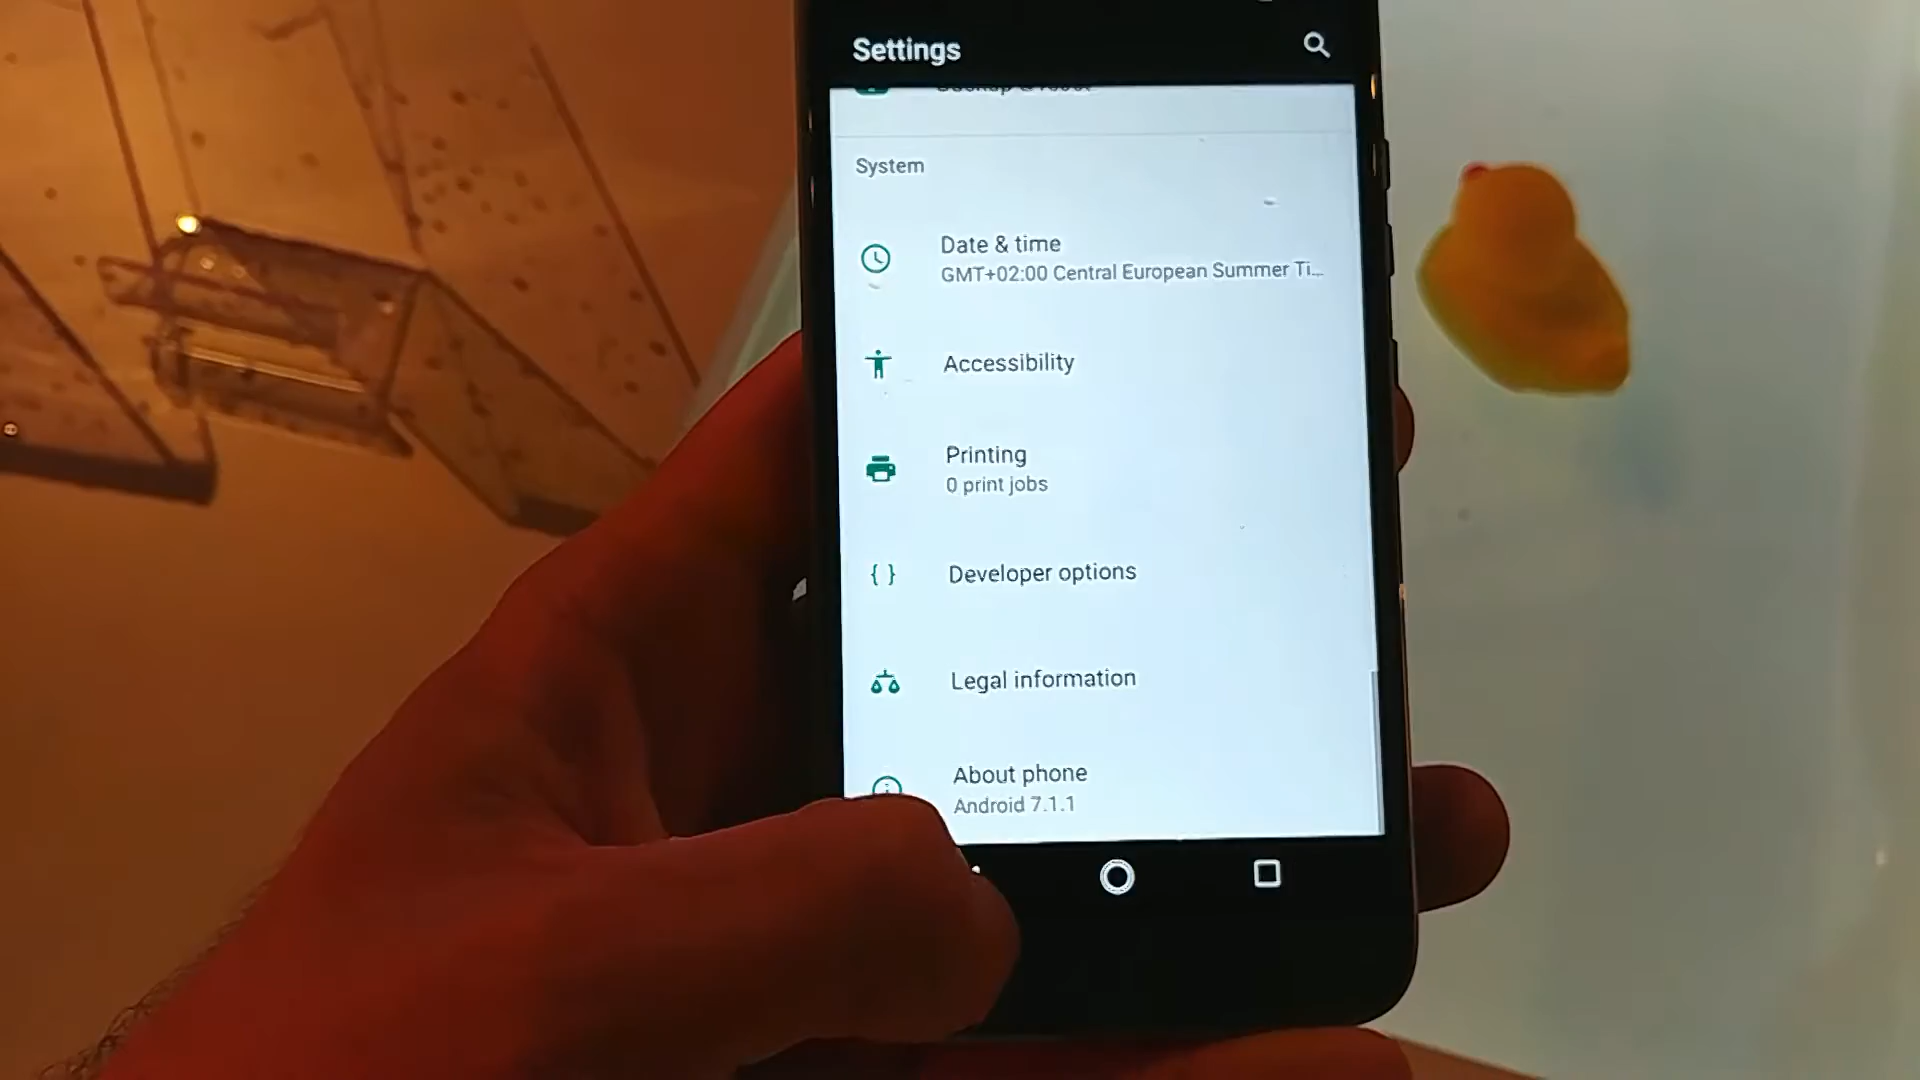 Settings
System
Date & time
GMT+02:00 Central European Summer Ti...
Accessibility
Printing
0 print jobs
Developer options
Legal information
About phone
Android 7.1.1